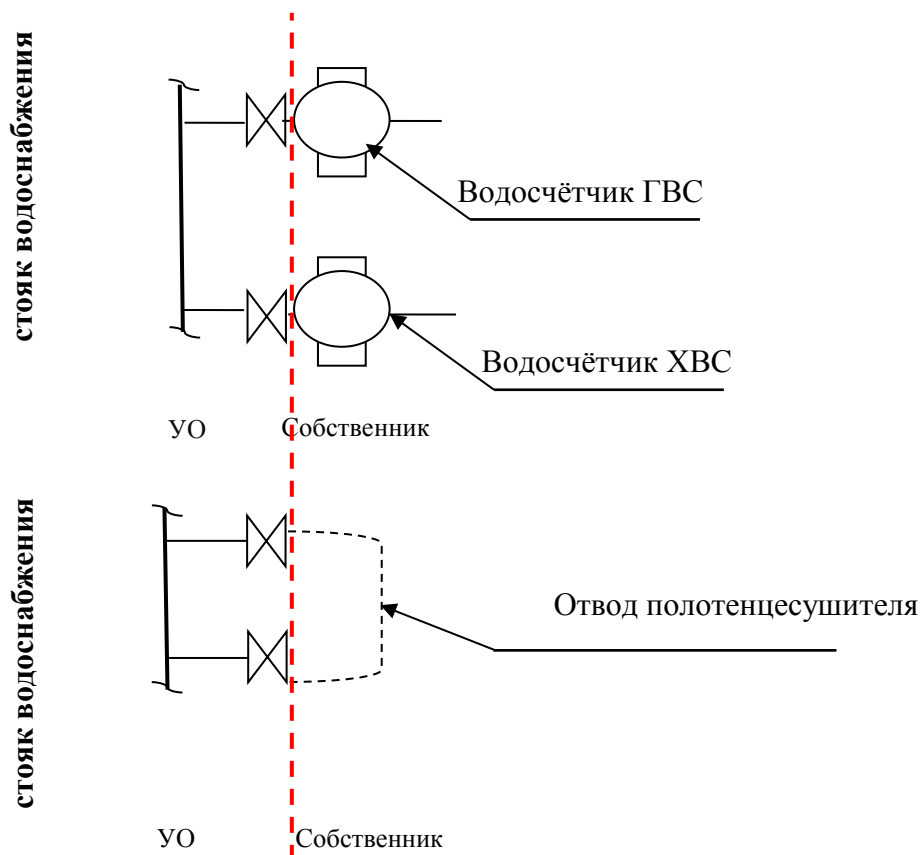 стояк водоснабжения
Водосчётчик ГВС
Водосчётчик ХВС
УО
Собственник
стояк водоснабжения
Отвод полотенцесушителя
УО
Собственник